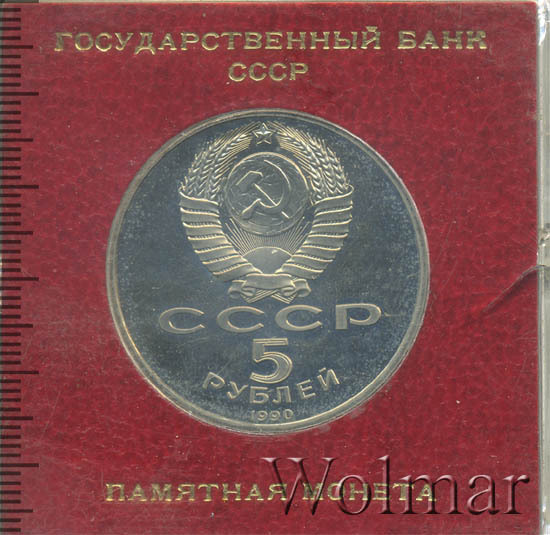 ГОСУДАРСТВЕННЫЙ БАНК
СССР
СССР
5
РУБЛЕЙ
1990
ПАМЯТНАЯ МОНЕТА
Wolmar